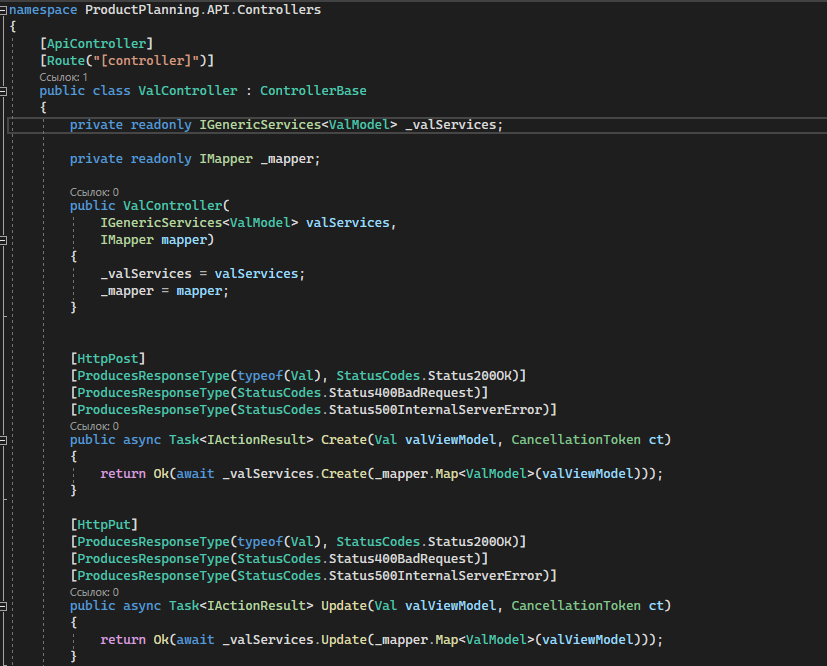 namespace ProductPlanning.API.Controllers
{
[ApiController]
[Route("[controller]")]
Ссылок: 1
public class ValController : ControllerBase
{
private readonly IGenericServices<ValModel> _valServices;
private readonly IMapper _mapper;
Ссылок: 0
public ValController(
IGenericServices<ValModel> valServices,
IMapper mapper)
{
_valServices = valServices;
_mapper = mapper;
}
[HttpPost]
[ProducesResponseType(typeof(Val), StatusCodes.Status200OK)]
[ProducesResponseType(StatusCodes.Status400BadRequest)]
[ProducesResponseType(StatusCodes.Status500InternalServerError)]
Ссылок: 0
public async Task<IActionResult> Create(Val valViewModel, CancellationToken ct)
{
return Ok(await _valServices.Create(_mapper.Map<ValModel>(valViewModel)));
}
[HttpPut]
[ProducesResponseType(typeof(Val), StatusCodes.Status200OK)]
[ProducesResponseType(StatusCodes.Status400BadRequest)]
[ProducesResponseType(StatusCodes.Status500InternalServerError)]
Ссылок: 0
public async Task<IActionResult> Update(Val valViewModel, CancellationToken ct)
{
return Ok(await _valServices.Update(_mapper.Map<ValModel>(valViewModel)));
}